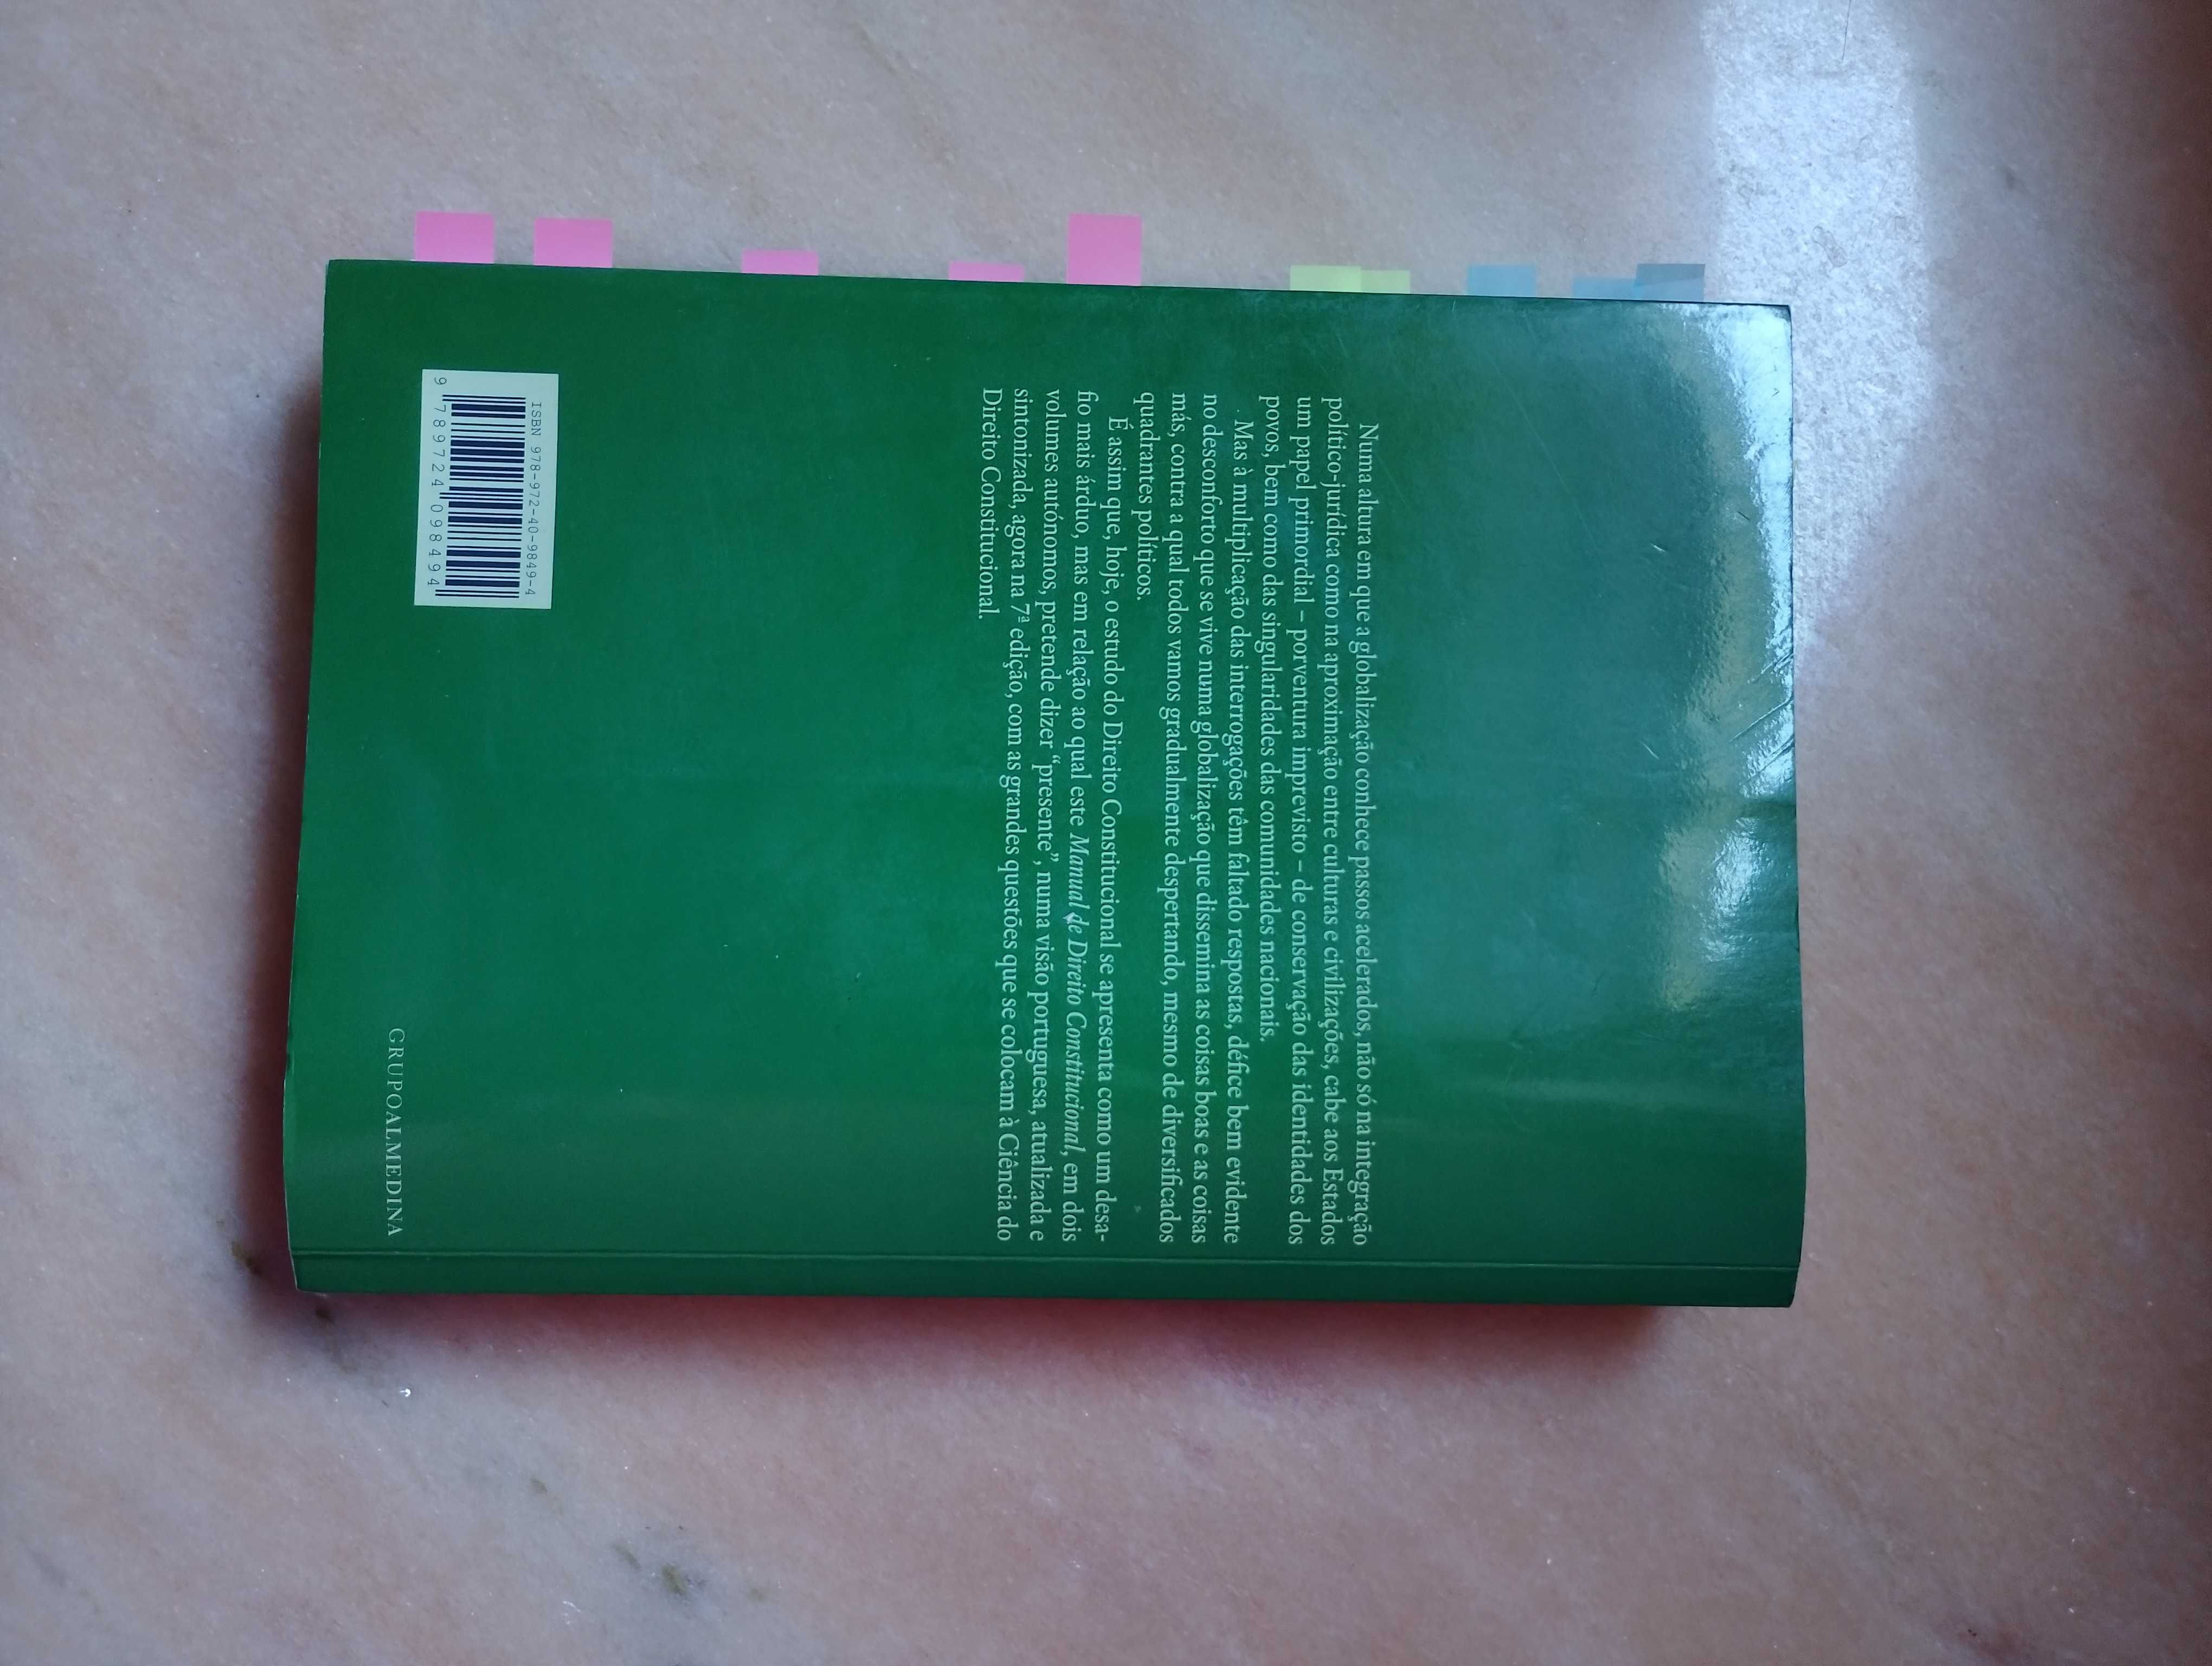 Numa altura em que a globalização conhece passos acelerados, não só na integração
político-jurídica como na aproximação entre culturas e civilizações, cabe aos Estados
um papel primordial – porventura imprevisto – de conservação das identidades dos
povos, bem como das singularidades das comunidades nacionais.
Mas à multiplicação das interrogações têm faltado respostas, défice bem evidente
no desconforto que se vive numa globalização que dissemina as coisas boas e as coisas
más, contra a qual todos vamos gradualmente despertando, mesmo de diversificados
quadrantes políticos.
É assim que, hoje, o estudo do Direito Constitucional se apresenta como um desa-
fio mais árduo, mas em relação ao qual este Manual de Direito Constitucional, em dois
volumes autónomos, pretende dizer “presente”, numa visão portuguesa, atualizada e
sintonizada, agora na 7ª edição, com as grandes questões que se colocam à Ciência do
Direito Constitucional.
ISBN 978-972-40-9849-4
9 789724 098494
GRUPOALMEDINA